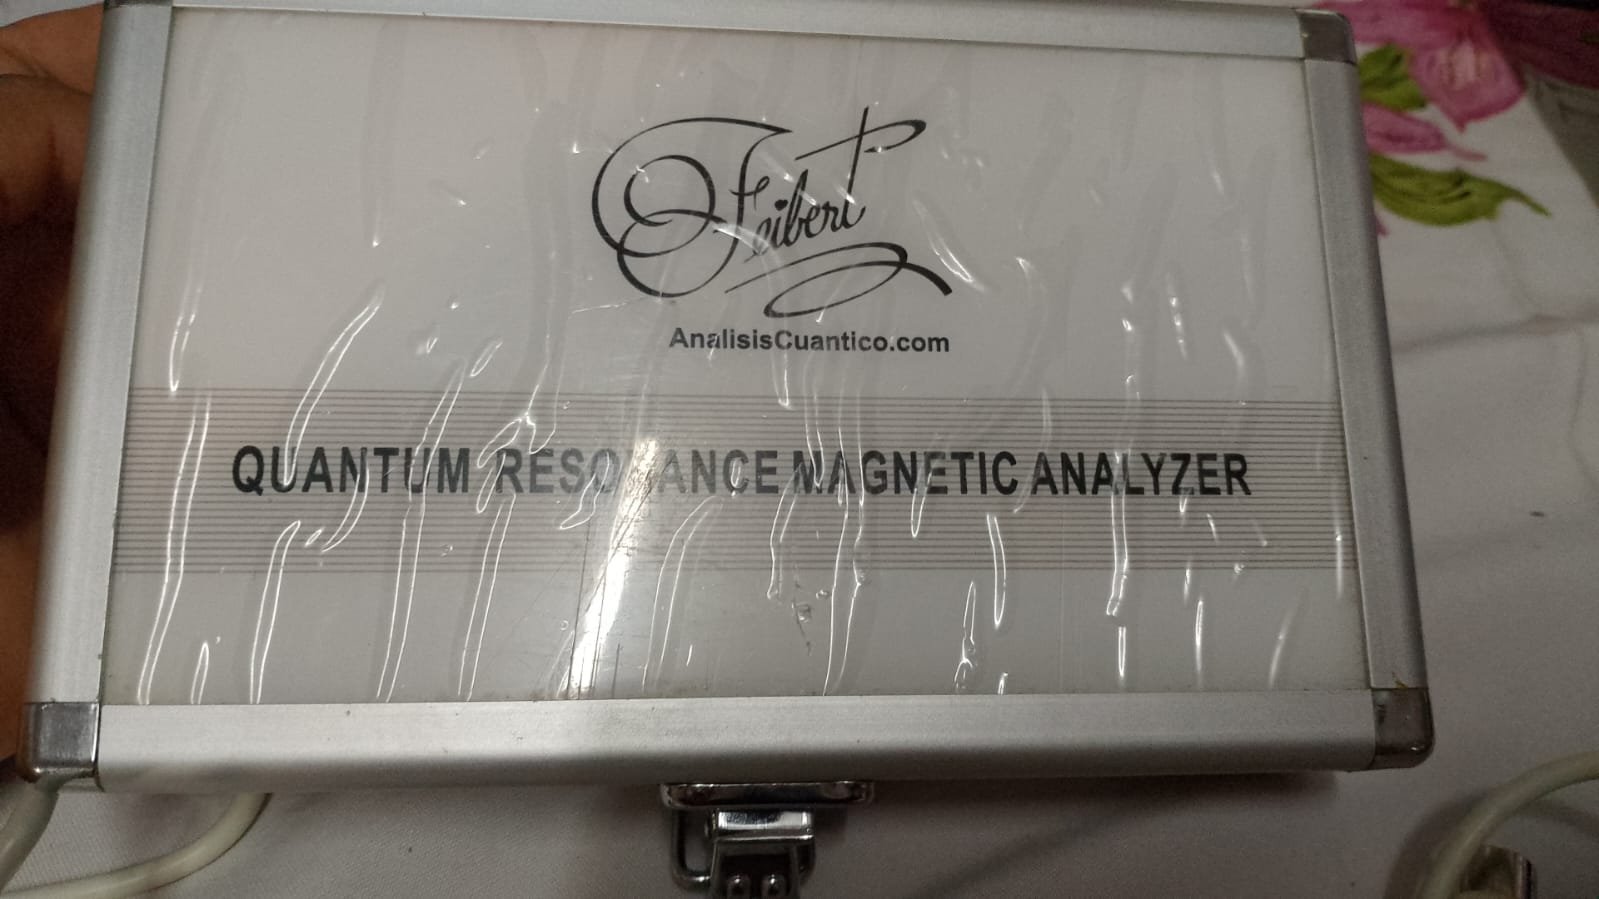 Feibert
AnalisisCuantico.com
QUANTUM RESONANCE MAGNETIC ANALYZER